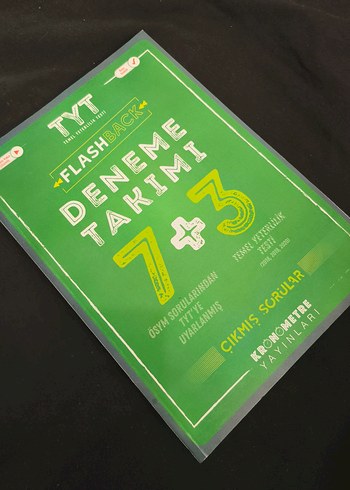 TYT
TEMEL YETERLİLİK TESTİ
FLASHBACK
DENEME
TAKIMI
7+3
ÖSYM SORULARINDAN
TYT'YE
UYARLANMIŞ
TEMEL YETERLİLİK
TESTİ
ÇIKMIŞ SORULAR
KRONOMETRE
YAYINLARI